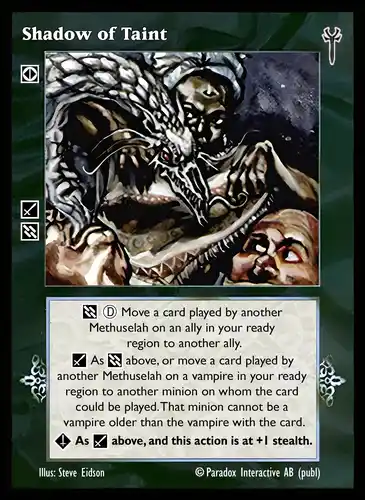 Shadow of Taint
Ⓓ Move a card played by another
Methuselah on an ally in your ready
region to another ally.
As above, or move a card played by
another Methuselah on a vampire in your ready
region to another minion on whom the card
could be played. That minion cannot be a
vampire older than the vampire with the card.
As above, and this action is at +1 stealth.
Illus: Steve Eidson
© Paradox Interactive AB (publ)